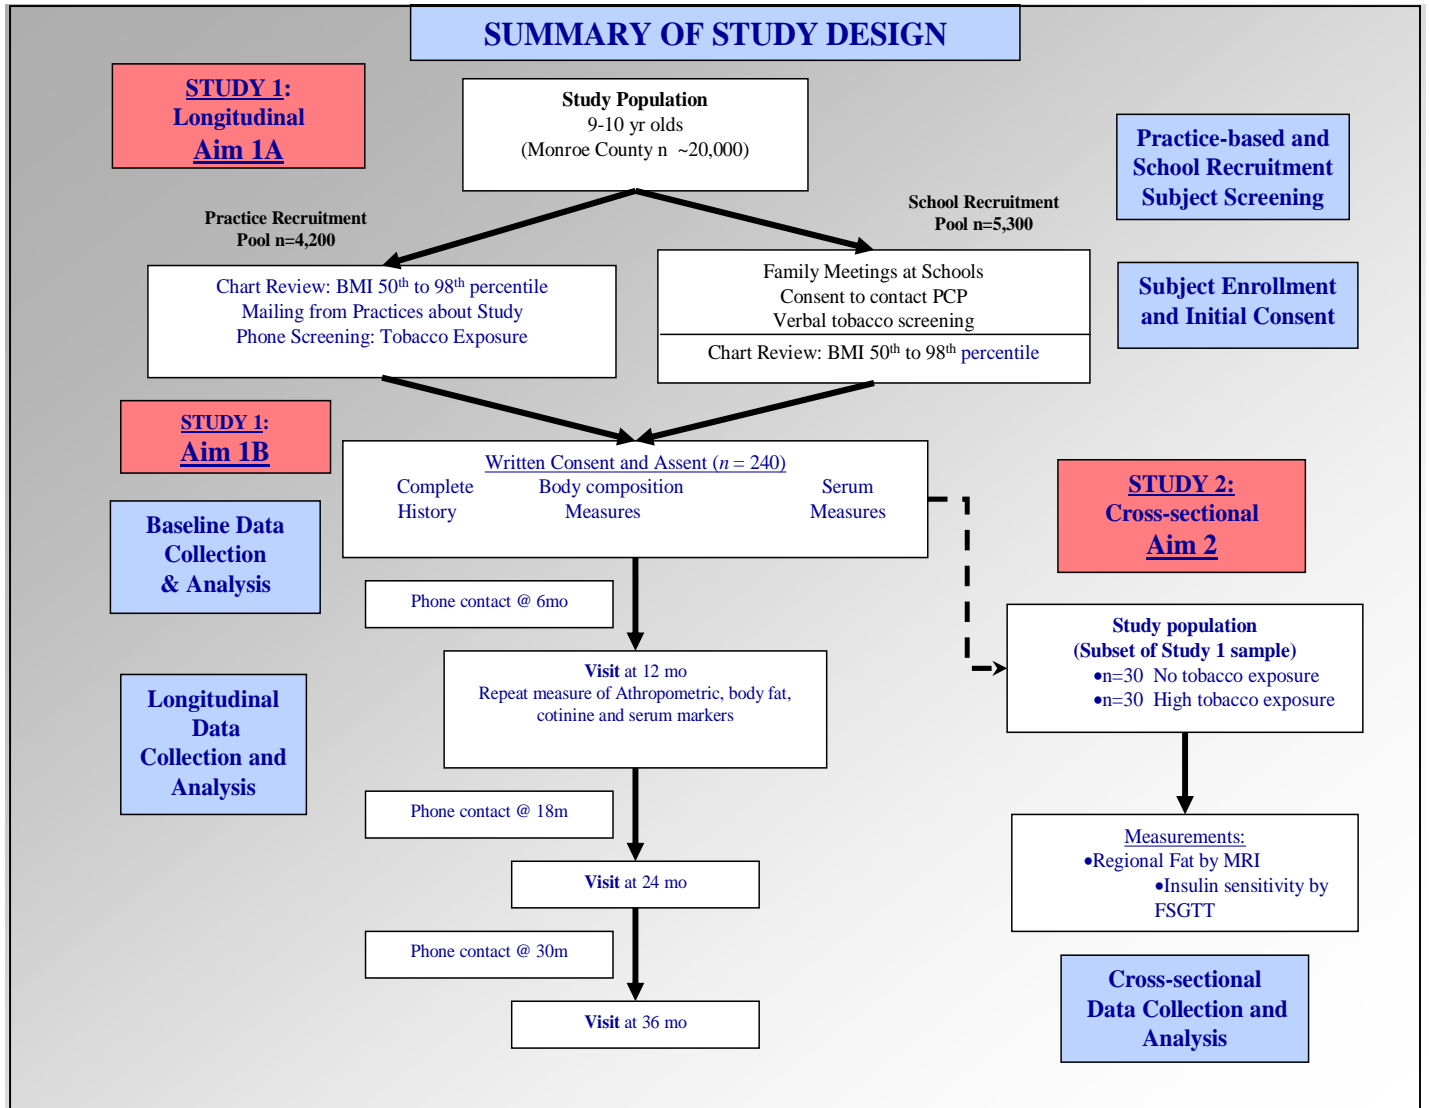 SUMMARY OF STUDY DESIGN
STUDY 1:
Longitudinal
Aim 1A
Study Population
9-10 yr olds
(Monroe County n ~20,000)
Practice-based and
School Recruitment
Subject Screening
Practice Recruitment
Pool n=4,200
School Recruitment
Pool n=5,300
Chart Review: BMI 50th to 98th percentile
Mailing from Practices about Study
Phone Screening: Tobacco Exposure
Family Meetings at Schools
Consent to contact PCP
Verbal tobacco screening
Chart Review: BMI 50th to 98th percentile
Subject Enrollment
and Initial Consent
STUDY 1:
Aim 1B
Written Consent and Assent (n = 240)
Complete Body composition Serum
History Measures Measures
STUDY 2:
Cross-sectional
Aim 2
Baseline Data
Collection
& Analysis
Phone contact @ 6mo
Study population
(Subset of Study 1 sample)
•n=30 No tobacco exposure
•n=30 High tobacco exposure
Visit at 12 mo
Repeat measure of Athropometric, body fat,
cotinine and serum markers
Longitudinal
Data
Collection and
Analysis
Phone contact @ 18m
Measurements:
•Regional Fat by MRI
•Insulin sensitivity by
FSGTT
Visit at 24 mo
Phone contact @ 30m
Cross-sectional
Data Collection and
Analysis
Visit at 36 mo